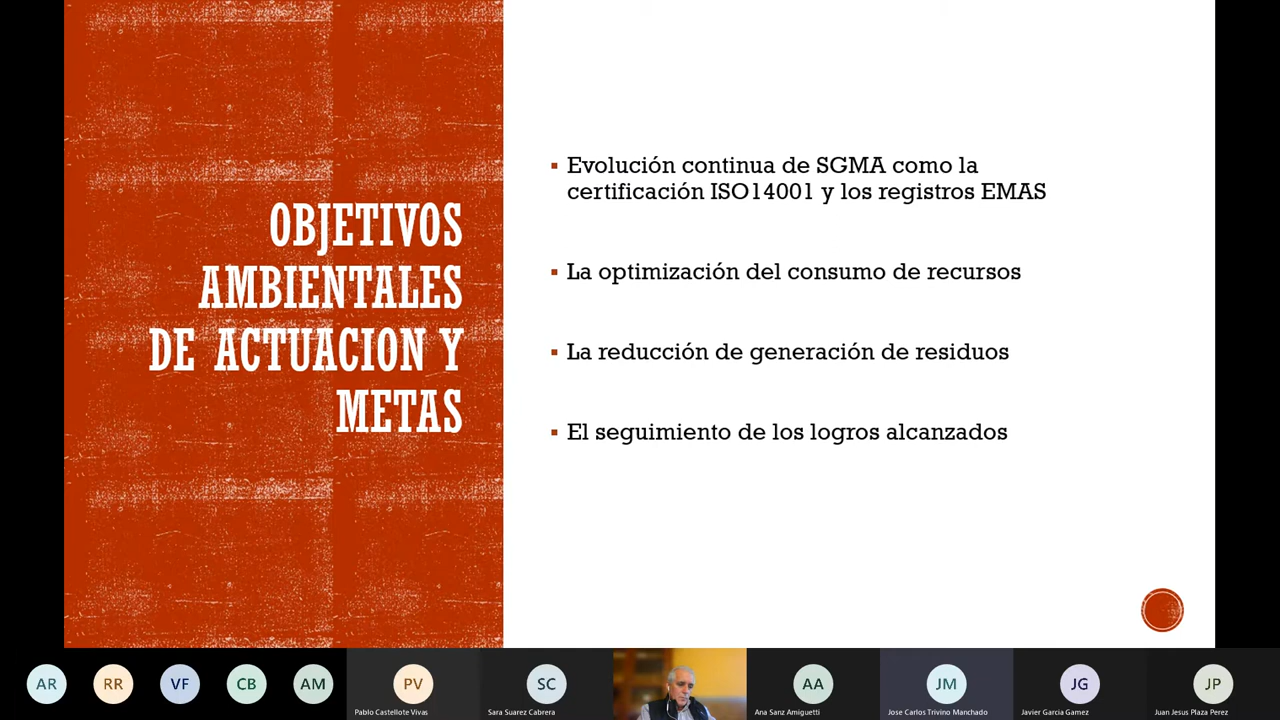 OBJETIVOS
AMBIENTALES
DE ACTUACION Y
METAS
Evolución continua de SGMA como la
certificación ISO14001 y los registros EMAS
La optimización del consumo de recursos
La reducción de generación de residuos
El seguimiento de los logros alcanzados
AR
RR
VF
CB
AM
PV
Pablo Castellote Vivas
SC
Sara Suarez Cabrera
AA
Ana Sanz Amiguetti
JM
Jose Carlos Trivino Manchado
JG
Javier Garcia Gamez
JP
Juan Jesus Plaza Perez